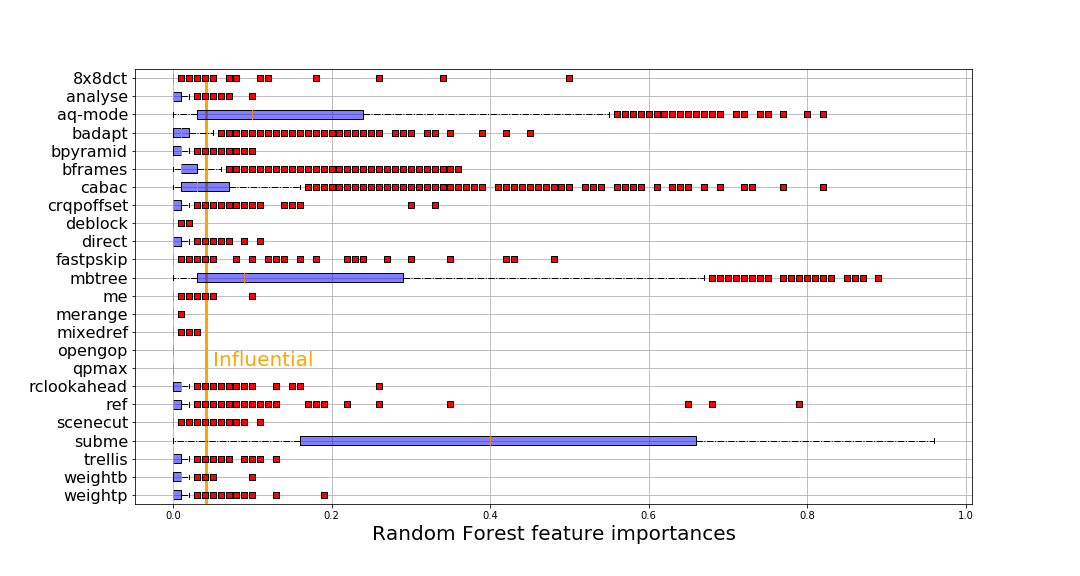 8x8dct
analyse
aq-mode
badapt
bpyramid
bframes
cabac
crqpoffset
deblock
direct
fastpskip
mbtree
me
merange
mixedref
opengop
Influential
qpmax
rclookahead
ref
scenecut
subme
trellis
weightb
weightp
0.0 0.2 0.4 0.6 0.8 1.0
Random Forest feature importances